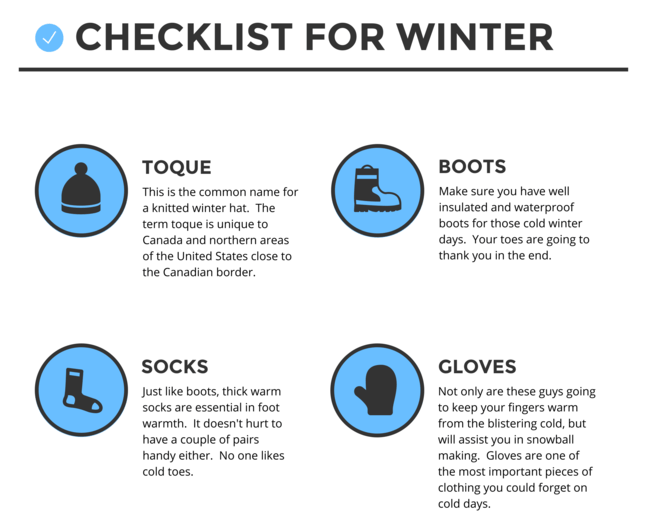 CHECKLIST FOR WINTER
TOQUE
This is the common name for
a knitted winter hat.  The
term toque is unique to
Canada and northern areas
of the United States close to
the Canadian border.
BOOTS
Make sure you have well
insulated and waterproof
boots for those cold winter
days.  Your toes are going to
thank you in the end.
SOCKS
Just like boots, thick warm
socks are essential in foot
warmth.  It doesn't hurt to
have a couple of pairs
handy either.  No one likes
cold toes.
GLOVES
Not only are these guys going
to keep your fingers warm
from the blistering cold, but
will assist you in snowball
making.  Gloves are one of
the most important pieces of
clothing you could forget on
cold days.